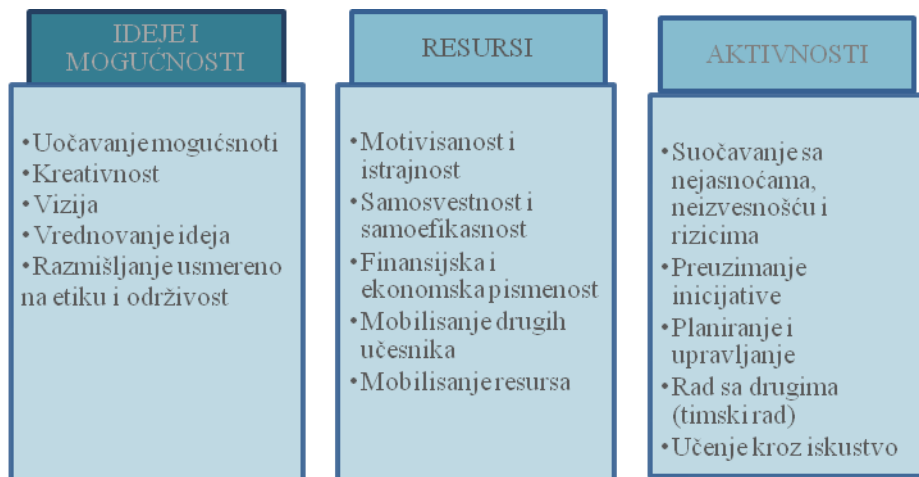 IDEJE I
MOGUĆNOSTI
•Uočavanje mogućsnoti
•Kreativnost
•Vizija
•Vrednovanje ideja
•Razmišljanje usmereno
na etiku i održivost
RESURSI
•Motivisanost i
istrajnost
•Samosvestnost i
samoefikasnost
•Finansijska i
ekonomska pismenost
•Mobilisanje drugih
učesnika
•Mobilisanje resursa
AKTIVNOSTI
•Suočavanje sa
nejasnoćama,
neizvesnošću i
rizicima
•Preuzimanje
inicijative
•Planiranje i
upravljanje
•Rad sa drugima
(timski rad)
•Učenje kroz iskustvo